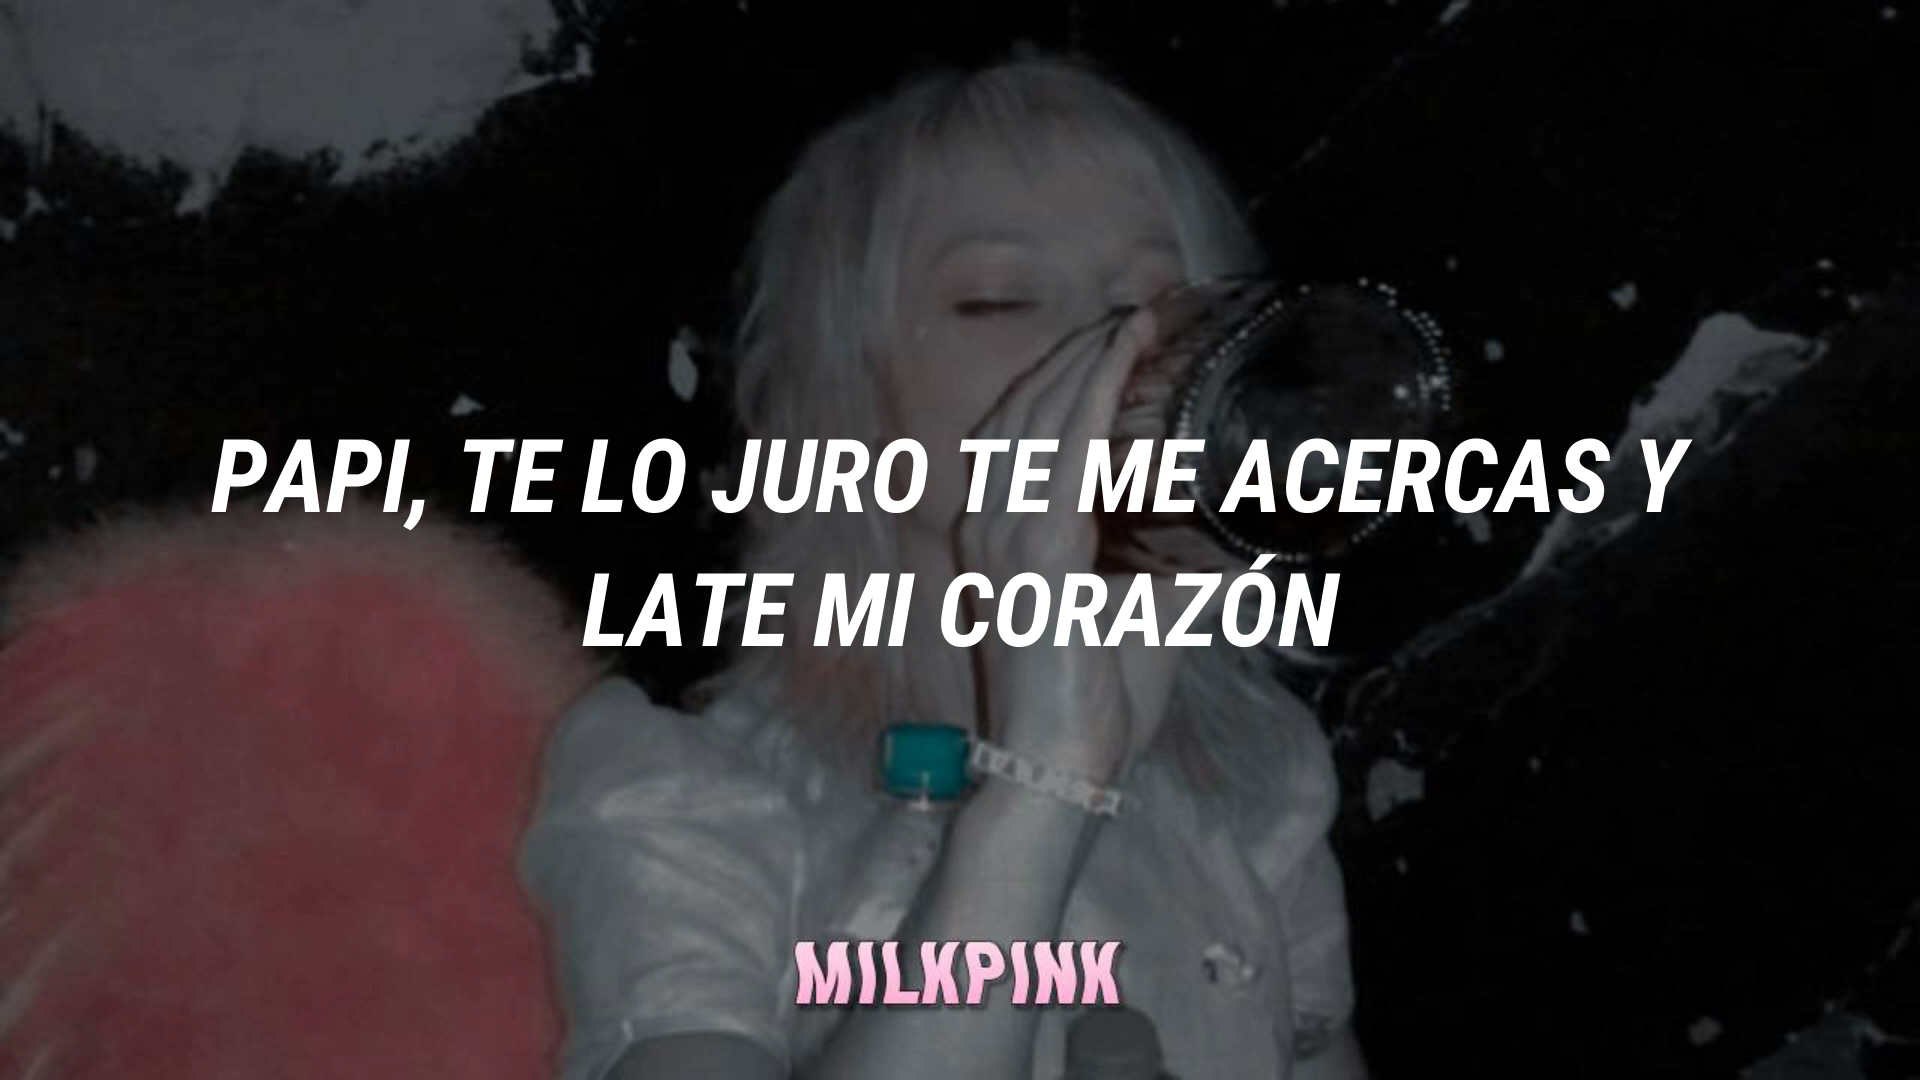 PAPI, TE LO JURO TE ME ACERCAS Y
LATE MI CORAZÓN
MILKPINK